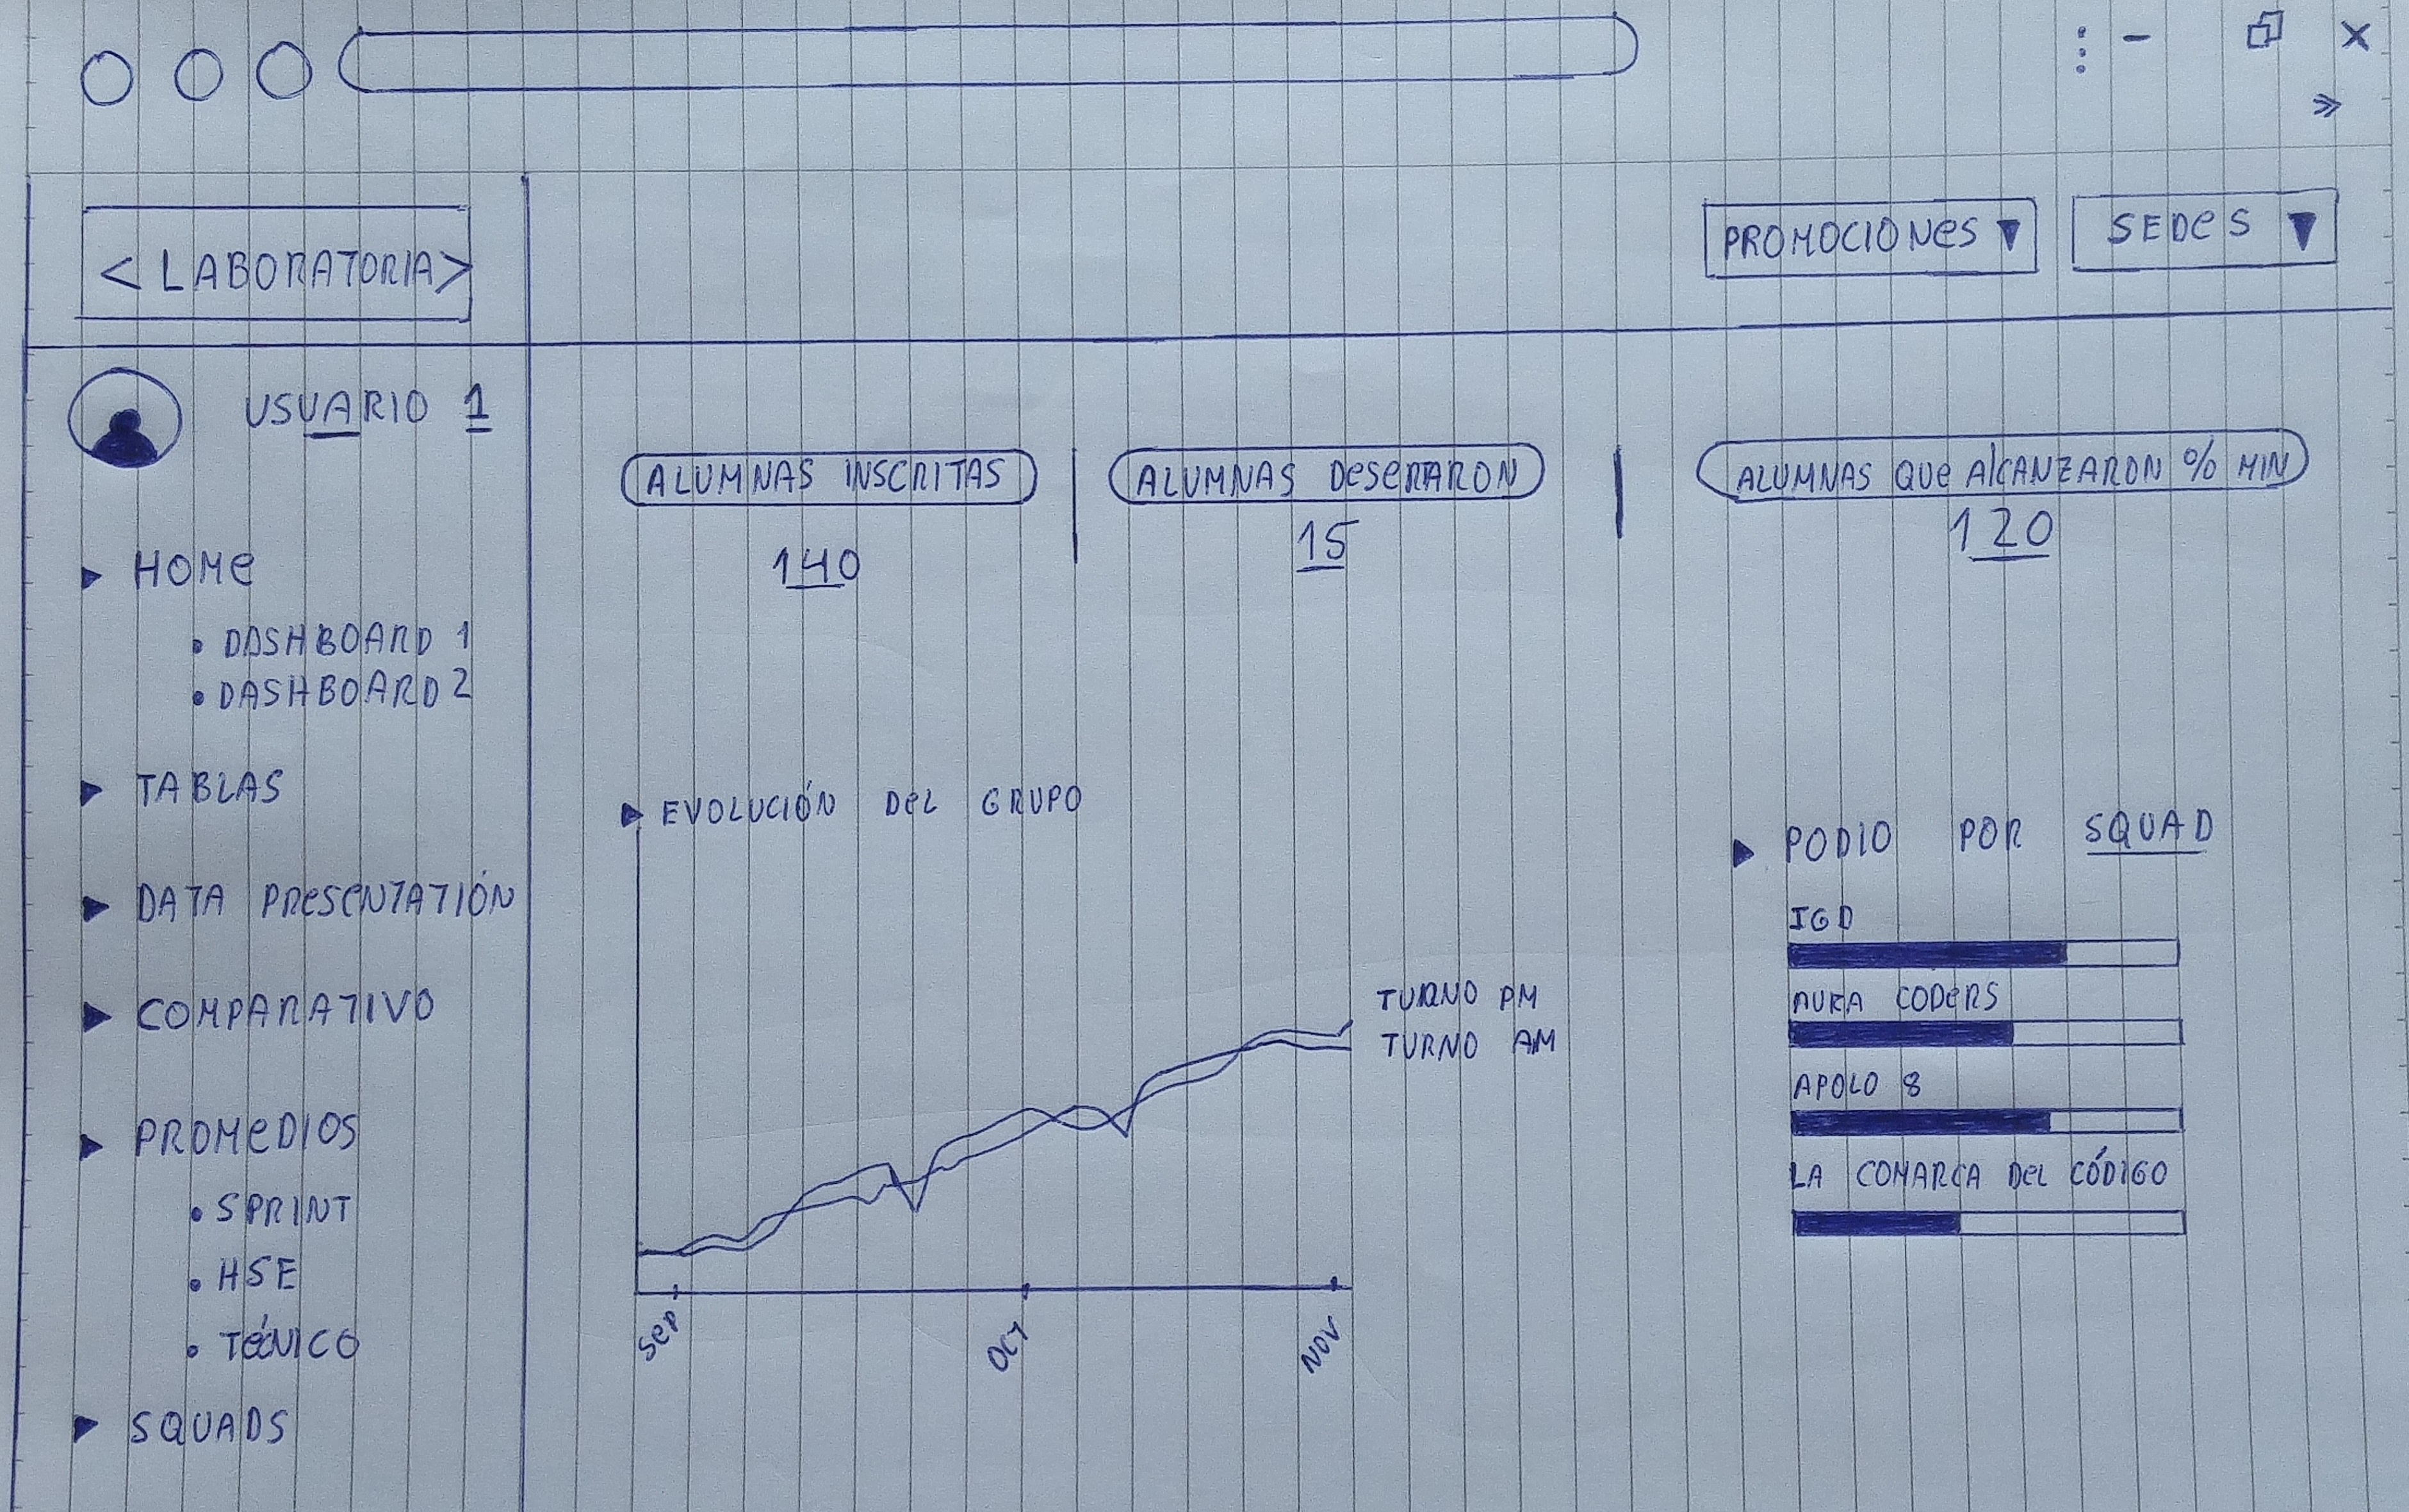 PROMOCIONES
SEDES
<LABORATORIA>
USUARIO 1
HOME
• DASHBOARD 1
• DASHBOARD 2
TABLAS
DATA PRESENTATIÓN
COMPARATIVO
PROMEDIOS
• SPRINT
• HSE
• TÉCNICO
SQUADS
ALUMNAS INSCRITAS
140
ALUMNAS DESERTARON
15
ALUMNAS QUE ALCANZARON % MIN
120
EVOLUCIÓN DEL GRUPO
TURNO PM
TURNO AM
SEP
OCT
NOV
PODIO POR SQUAD
IGD
AURA CODERS
APOLO 8
LA COMARCA DEL CÓDIGO